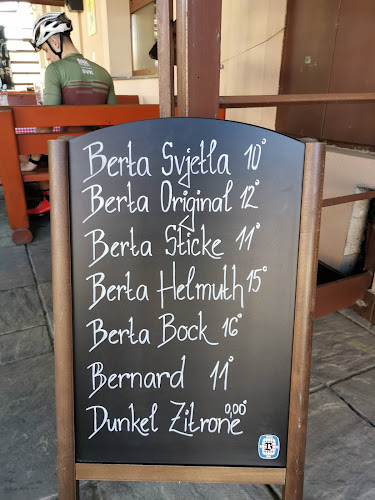 Berta Svjetla 10°
Berta Original 12°
Berta Sticke 11°
Berta Helmuth 15°
Berta Bock 16°
Bernard 11°
Dunkel Zitrone 0,00°